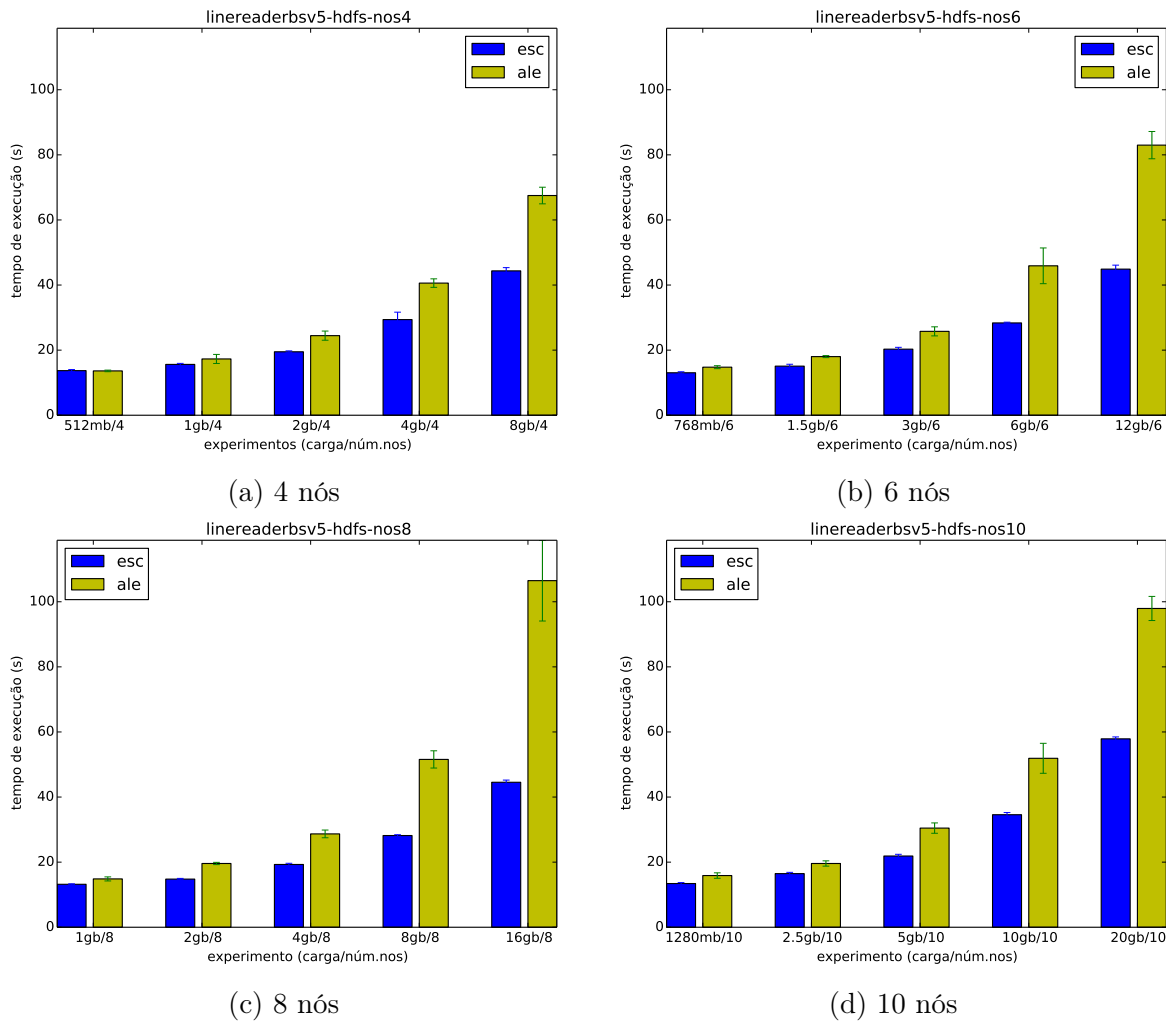 linereaderbsv5-hdfs-nos4
esc
ale
100
80
60
40
20
0
tempo de execução (s)
512mb/4 1gb/4 2gb/4 4gb/4 8gb/4
experimentos (carga/núm.nos)
(a) 4 nós
linereaderbsv5-hdfs-nos6
esc
ale
100
80
60
40
20
0
tempo de execução (s)
768mb/6 1.5gb/6 3gb/6 6gb/6 12gb/6
experimento (carga/núm.nos)
(b) 6 nós
linereaderbsv5-hdfs-nos8
esc
ale
100
80
60
40
20
0
tempo de execução (s)
1gb/8 2gb/8 4gb/8 8gb/8 16gb/8
experimento (carga/núm.nos)
(c) 8 nós
linereaderbsv5-hdfs-nos10
esc
ale
100
80
60
40
20
0
tempo de execução (s)
1280mb/10 2.5gb/10 5gb/10 10gb/10 20gb/10
experimento (carga/núm.nos)
(d) 10 nós